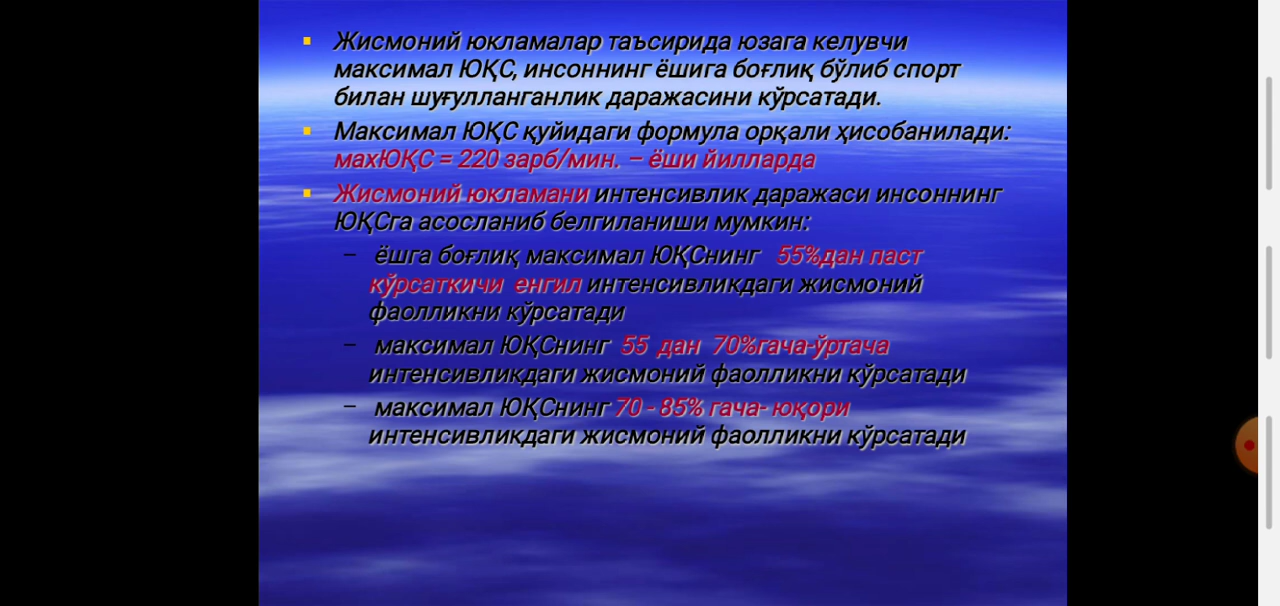 Жисмоний юкламалар таъсирида юзага келувчи
максимал ЮҚС, инсоннинг ёшига боғлиқ бўлиб спорт
билан шуғулланганлик даражасини кўрсатади.
Максимал ЮҚС қуйидаги формула орқали ҳисобанилади:
махЮҚС = 220 зарб/мин. – ёши йилларда
Жисмоний юкламани интенсивлик даражаси инсоннинг
ЮҚСга асосланиб белгиланиши мумкин:
– ёшга боғлиқ максимал ЮҚСнинг 55%дан паст
кўрсаткичи енгил интенсивликдаги жисмоний
фаолликни кўрсатади
– максимал ЮҚСнинг 55 дан 70%гача-ўртача
интенсивликдаги жисмоний фаолликни кўрсатади
– максимал ЮҚСнинг 70 - 85% гача- юқори
интенсивликдаги жисмоний фаолликни кўрсатади